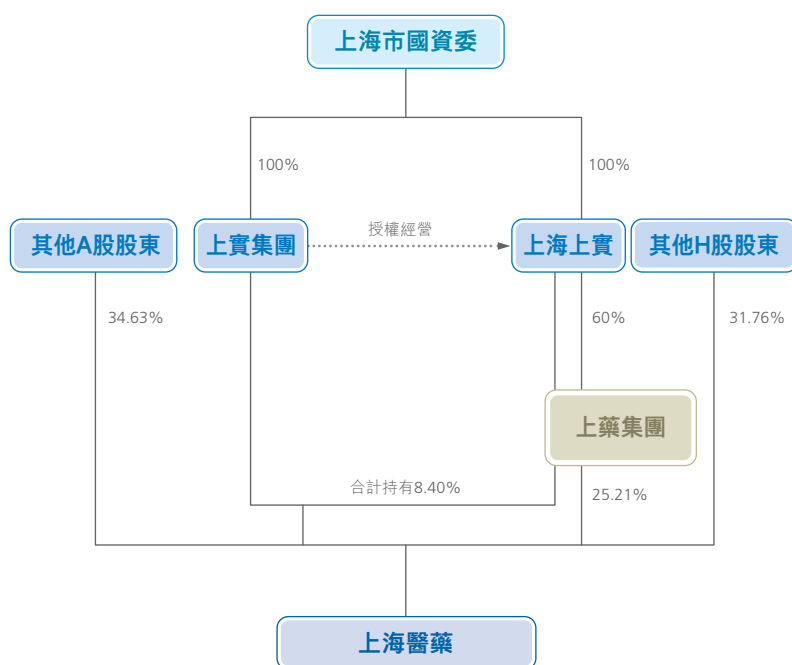 上海市國資委
100%
100%
其他A股股東
上實集團
授權經營
上海上實
其他H股股東
34.63%
60%
31.76%
上藥集團
合計持有8.40%
25.21%
上海醫藥